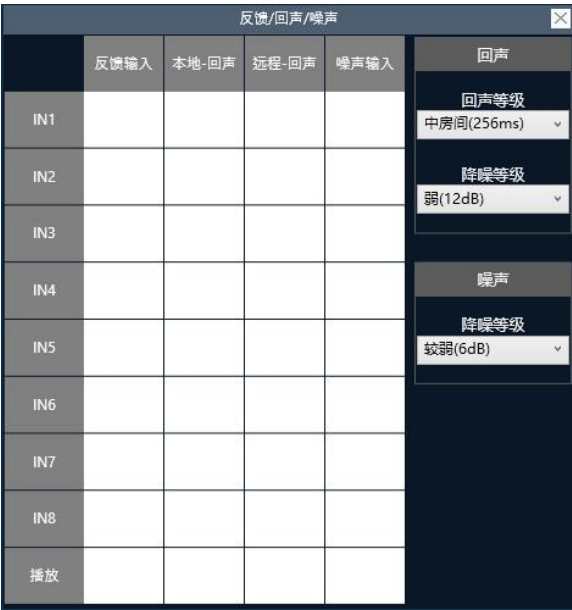 反馈/回声/噪声
反馈输入 本地-回声 远程-回声 噪声输入
IN1
IN2
IN3
IN4
IN5
IN6
IN7
IN8
播放
回声
回声等级
中房间(256ms)
降噪等级
弱(12dB)
噪声
降噪等级
较弱(6dB)